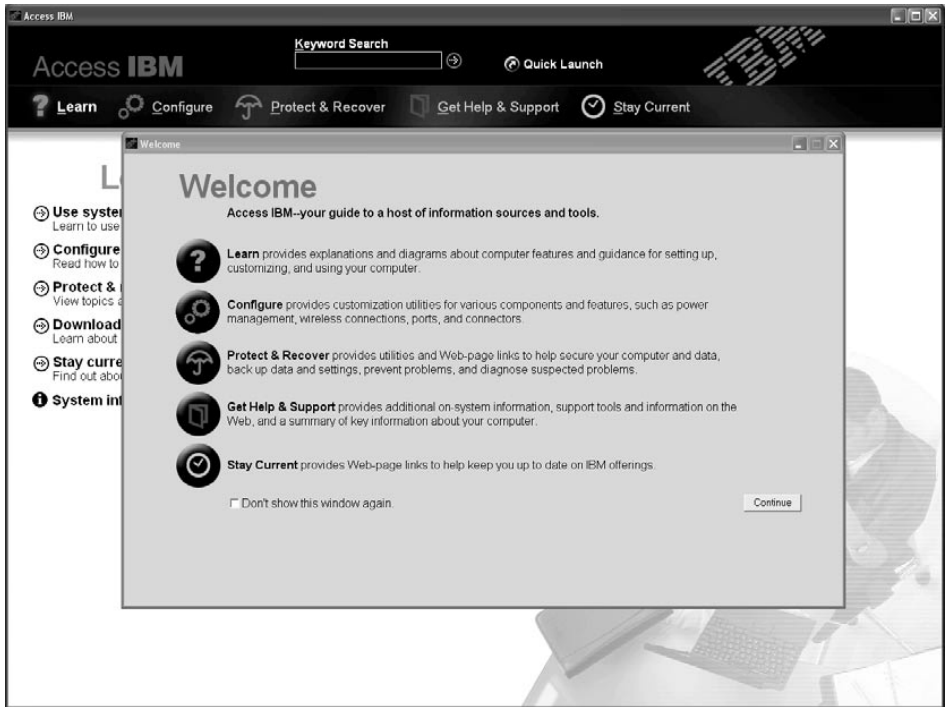 Access IBM
Keyword Search
Access IBM
Quick Launch
IBM
? Learn Configure Protect & Recover Get Help & Support Stay Current
Welcome
Welcome
Access IBM--your guide to a host of information sources and tools.
? Learn provides explanations and diagrams about computer features and guidance for setting up,
customizing, and using your computer.
Configure provides customization utilities for various components and features, such as power
management, wireless connections, ports, and connectors.
Protect & Recover provides utilities and Web-page links to help secure your computer and data,
back up data and settings, prevent problems, and diagnose suspected problems.
Get Help & Support provides additional on-system information, support tools and information on the
Web, and a summary of key information about your computer.
Stay Current provides Web-page links to help keep you up to date on IBM offerings.
Don't show this window again.
Continue
Use
Learn to use
Configure
Read how to
Protect &
View topics
Download
Learn about
Stay
Find out
System